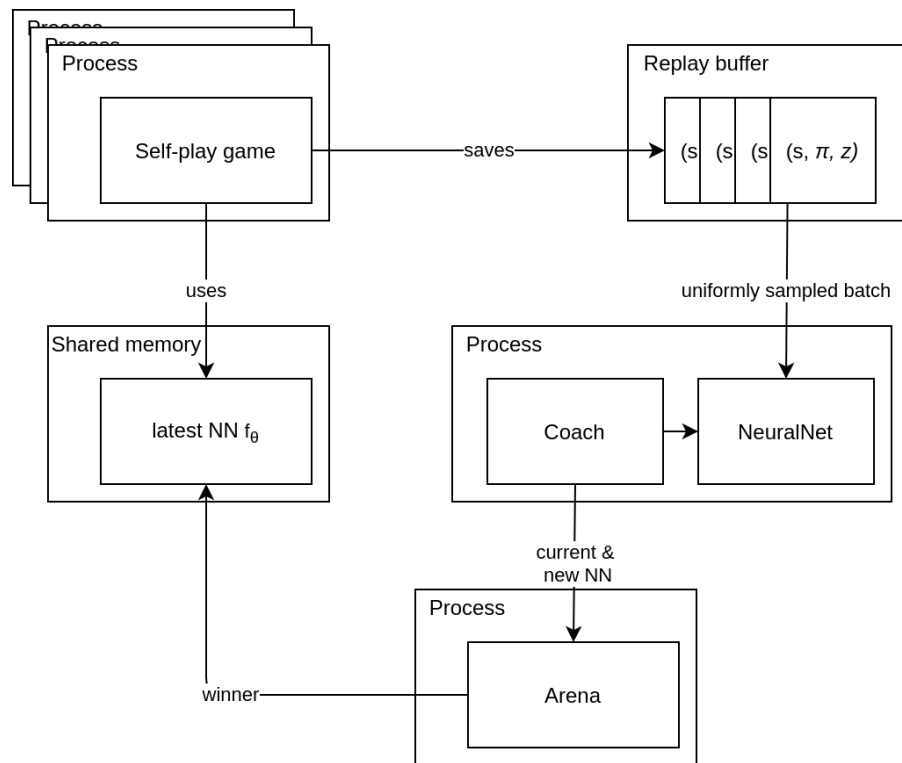 Process
Process
Process
Self-play game
saves
Replay buffer
(s
(s
(s
(s, π, z)
uses
uniformly sampled batch
Shared memory
latest NN fθ
Process
Coach
NeuralNet
current &
new NN
Process
Arena
winner